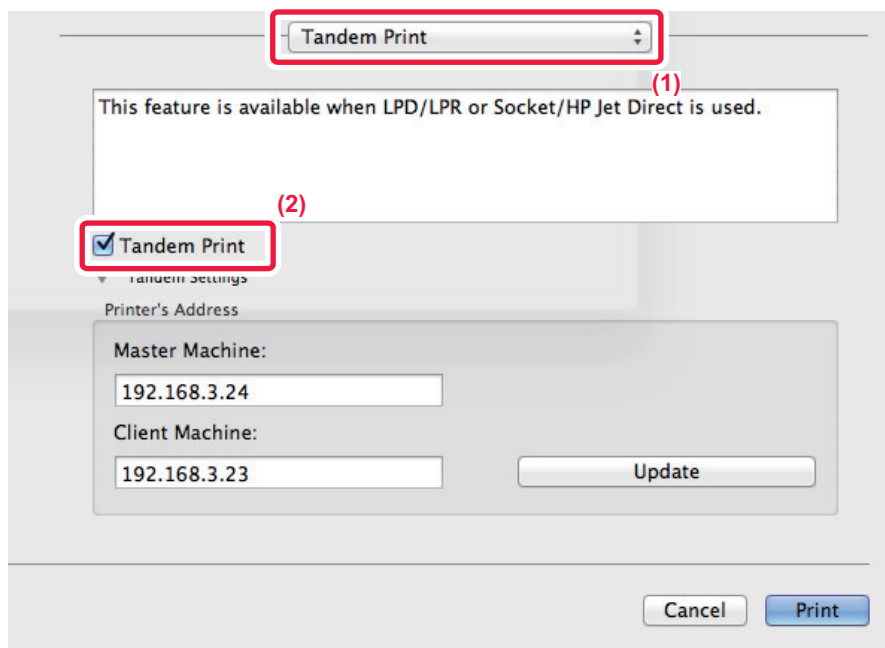 Tandem Print
(1)
This feature is available when LPD/LPR or Socket/HP Jet Direct is used.
(2)
Tandem Print
Tandem Settings
Printer's Address
Master Machine:
192.168.3.24
Client Machine:
192.168.3.23
Update
Cancel
Print